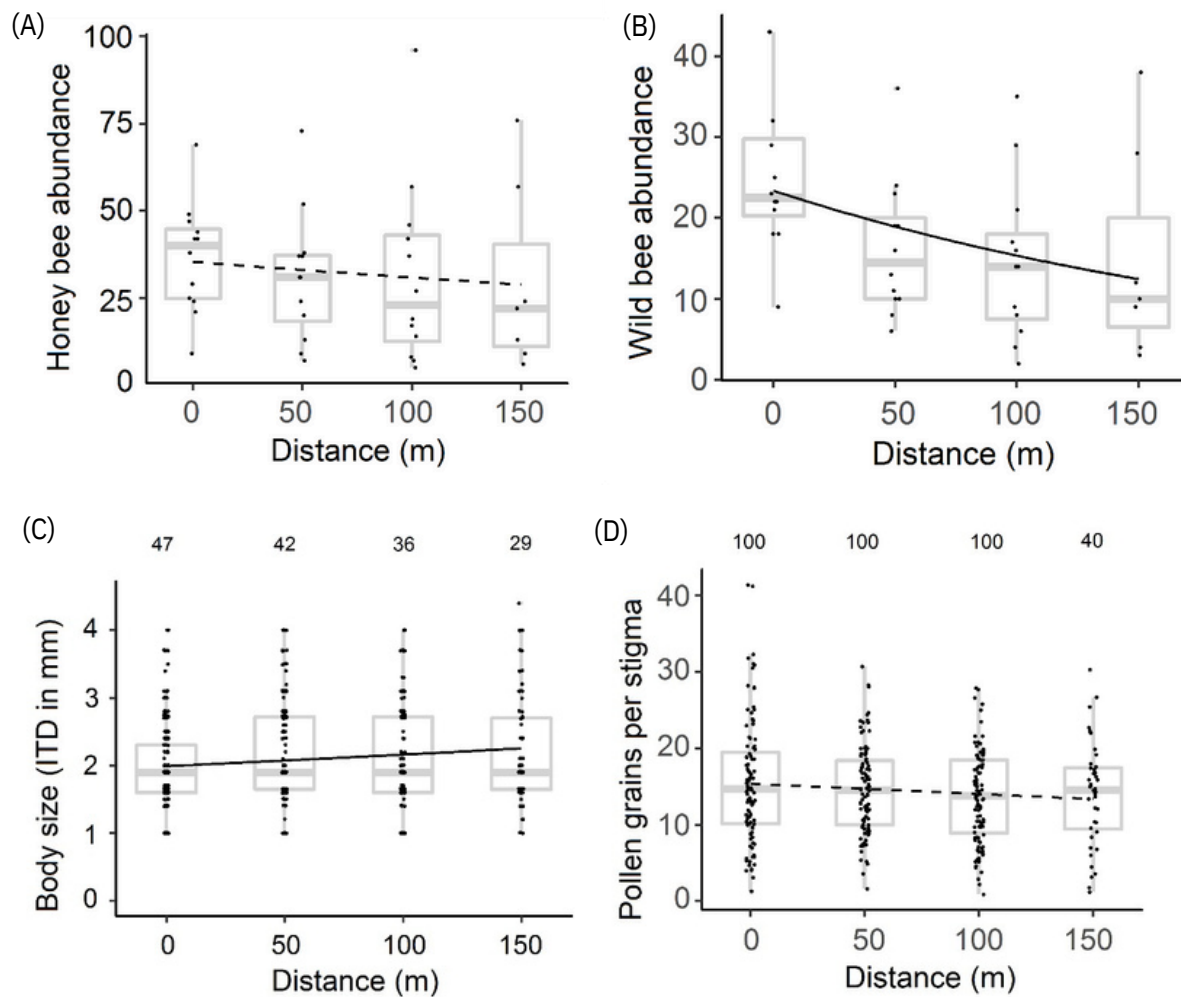 (A)
Honey bee abundance
100
75
50
25
0
0 50 100 150
Distance (m)
(B)
Wild bee abundance
40
30
20
10
0
0 50 100 150
Distance (m)
(C)
47 42 36 29
Body size (ITD in mm)
4
3
2
1
0
0 50 100 150
Distance (m)
(D)
100 100 100 40
Pollen grains per stigma
40
30
20
10
0
0 50 100 150
Distance (m)